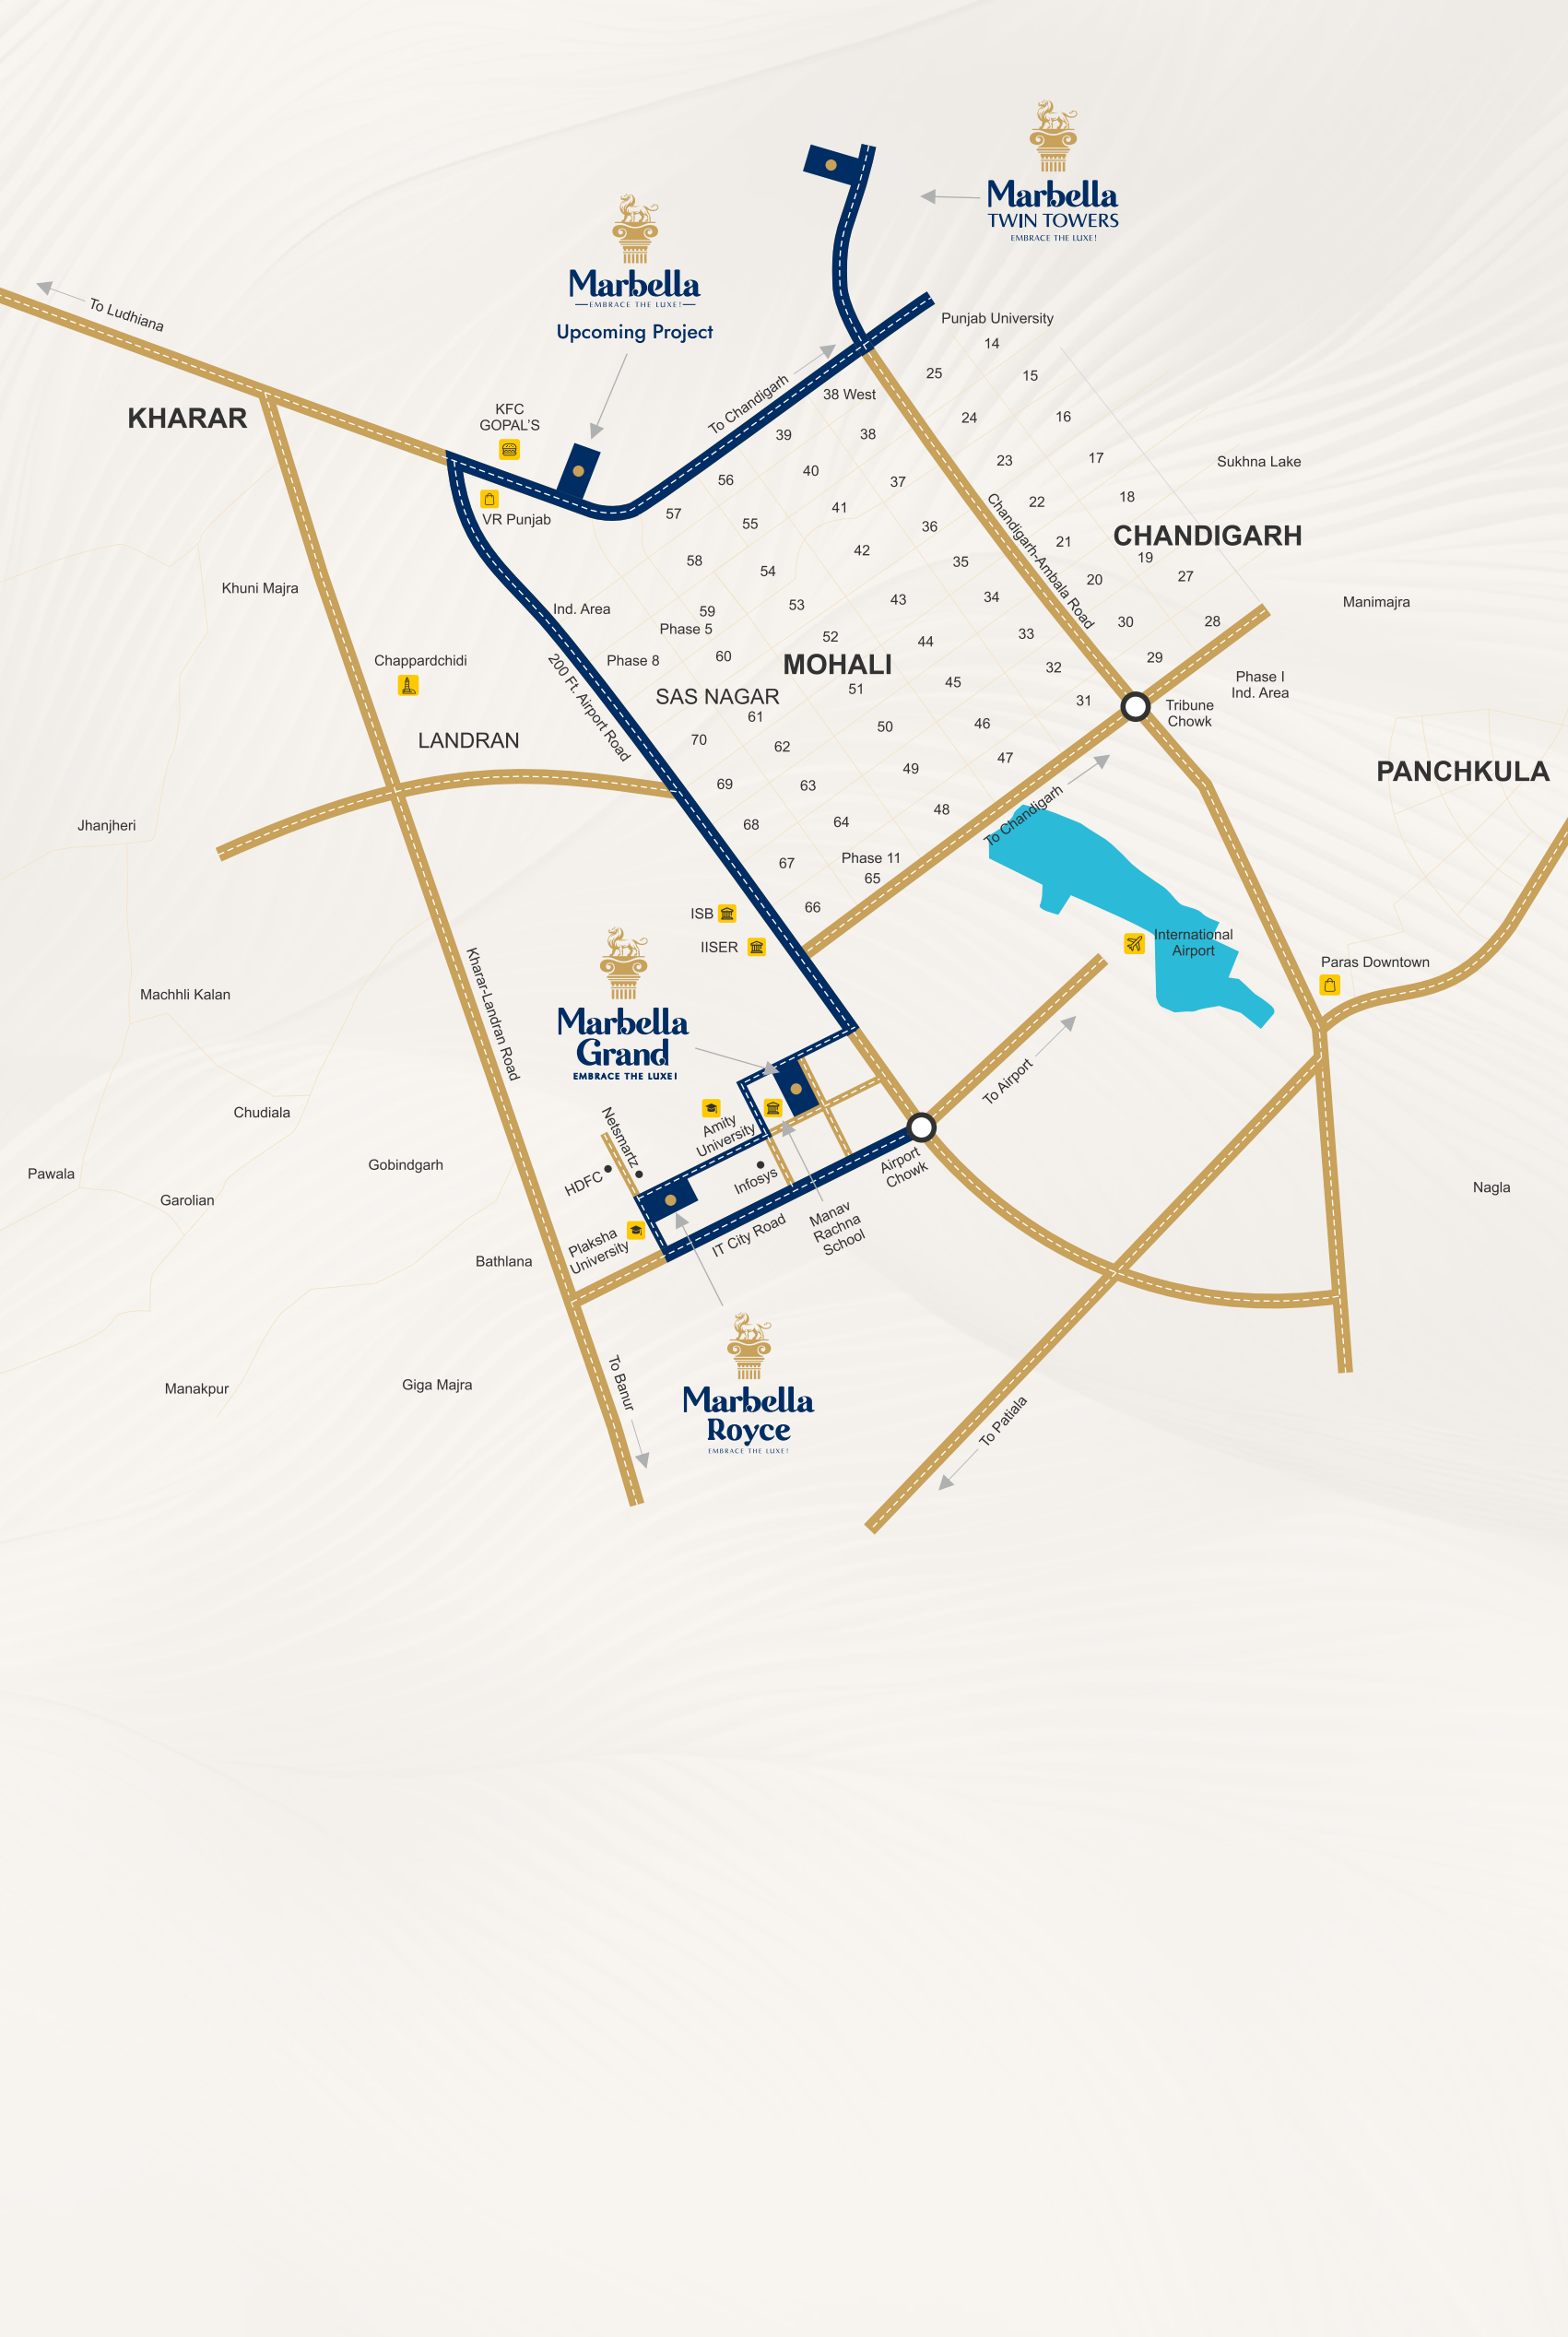 Marbella
TWIN TOWERS
EMBRACE THE LUXE!
Marbella
EMBRACE THE LUXE!
Upcoming Project
To Ludhiana
Punjab University
14
25
15
To Chandigarh
38 West
KHARAR
KFC
GOPAL'S
24
16
39
38
23
17
Sukhna Lake
40
56
37
22
18
VR Punjab
57
41
55
36
Chandigarh-Ambala Road
CHANDIGARH
21
19
42
58
54
35
20
27
Khuni Majra
Ind. Area
59
53
43
34
Manimajra
Phase 5
52
44
33
30
28
Chappardchidi
Phase 8
60
MOHALI
32
29
200 Ft. Airport Road
SAS NAGAR
51
45
31
Phase I
Ind. Area
61
50
46
Tribune
Chowk
LANDRAN
70
62
47
PANCHKULA
69
63
49
To Chandigarh
Jhanjheri
68
64
48
67
Phase 11
65
ISB
66
IISER
International
Airport
Paras Downtown
Machhli Kalan
Kharar-Landran Road
Marbella
Grand
EMBRACE THE LUXE!
To Airport
Chudiala
Netsmartz
Amity
University
Gobindgarh
HDFC
Infosys
Airport
Chowk
Pawala
Garolian
Nagla
Manav
Rachna
School
Plaksha
University
IT City Road
Bathlana
Manakpur
Giga Majra
To Banur
Marbella
Royce
EMBRACE THE LUXE!
To Patiala